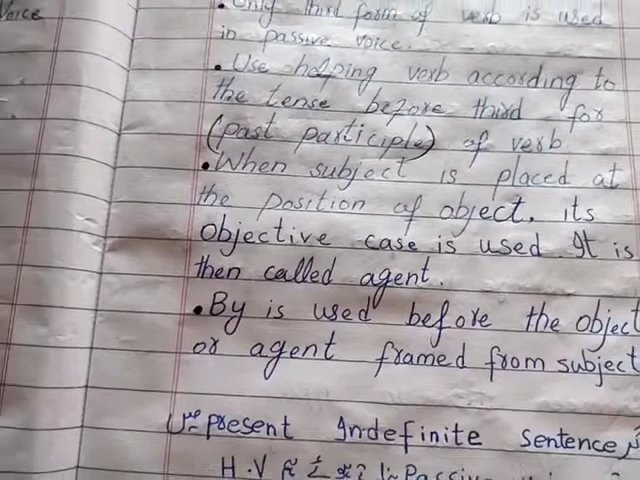 Voice
• Only third form of verb is used
in passive voice.
• Use helping verb according to
the tense before third for
(past participle) of verb
• When subject is placed at
the position of object, its
objective case is used. It is
then called agent.
• By is used before the object
or agent framed from subject
present Indefinite sentence
H.V